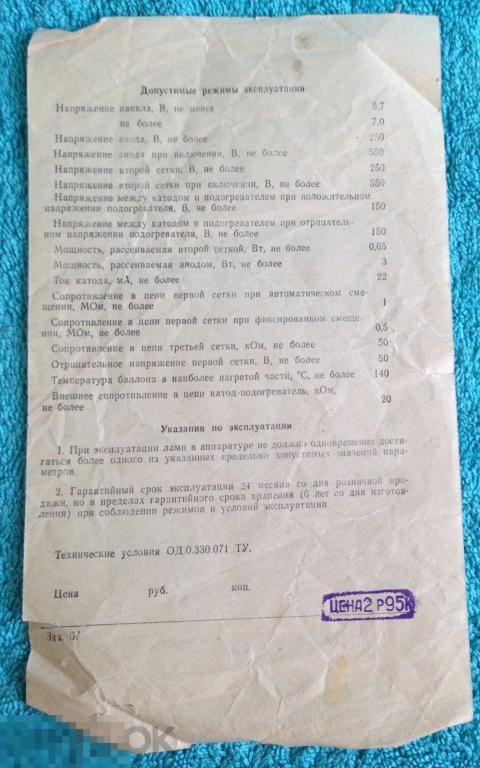 Допустимые режимы эксплуатации
Напряжение накала, В, не менее 5,7
не более 7,0
Напряжение анода, В, не более 250
Напряжение анода при включении, В, не более 550
Напряжение второй сетки, В, не более 250
Напряжение второй сетки при включении, В, не более 550
Напряжение между катодом и подогревателем при положительном
напряжении подогревателя, В, не более 150
Напряжение между катодом и подогревателем при отрицатель-
ном напряжении подогревателя, В, не более 150
Мощность, рассеиваемая второй сеткой, Вт, не более 0,65
Мощность, рассеиваемая анодом, Вт, не более 3
Ток катода, мА, не более 22
Сопротивление в цепи первой сетки при автоматическом сме-
щении, МОм, не более 1
Сопротивление в цепи первой сетки при фиксированном смеще-
нии, МОм, не более 0,5
Сопротивление в цепи третьей сетки, кОм, не более 50
Отрицательное напряжение первой сетки, В, не более 50
Температура баллона в наиболее нагретой части, °С, не более 140
Внешнее сопротивление в цепи катод-подогреватель, кОм,
не более 20
Указания по эксплуатации
1. При эксплуатации ламп в аппаратуре не должно одновременно дости-
гаться более одного из указанных предельно допустимых значений пара-
метров.
2. Гарантийный срок эксплуатации 24 месяца со дня розничной про-
дажи, но в пределах гарантийного срока хранения (6 лет со дня изготов-
ления) при соблюдении режимов и условий эксплуатации.
Технические условия ОД.0.330.071 ТУ.
Цена руб. коп.
ЦЕНА 2 Р 95К